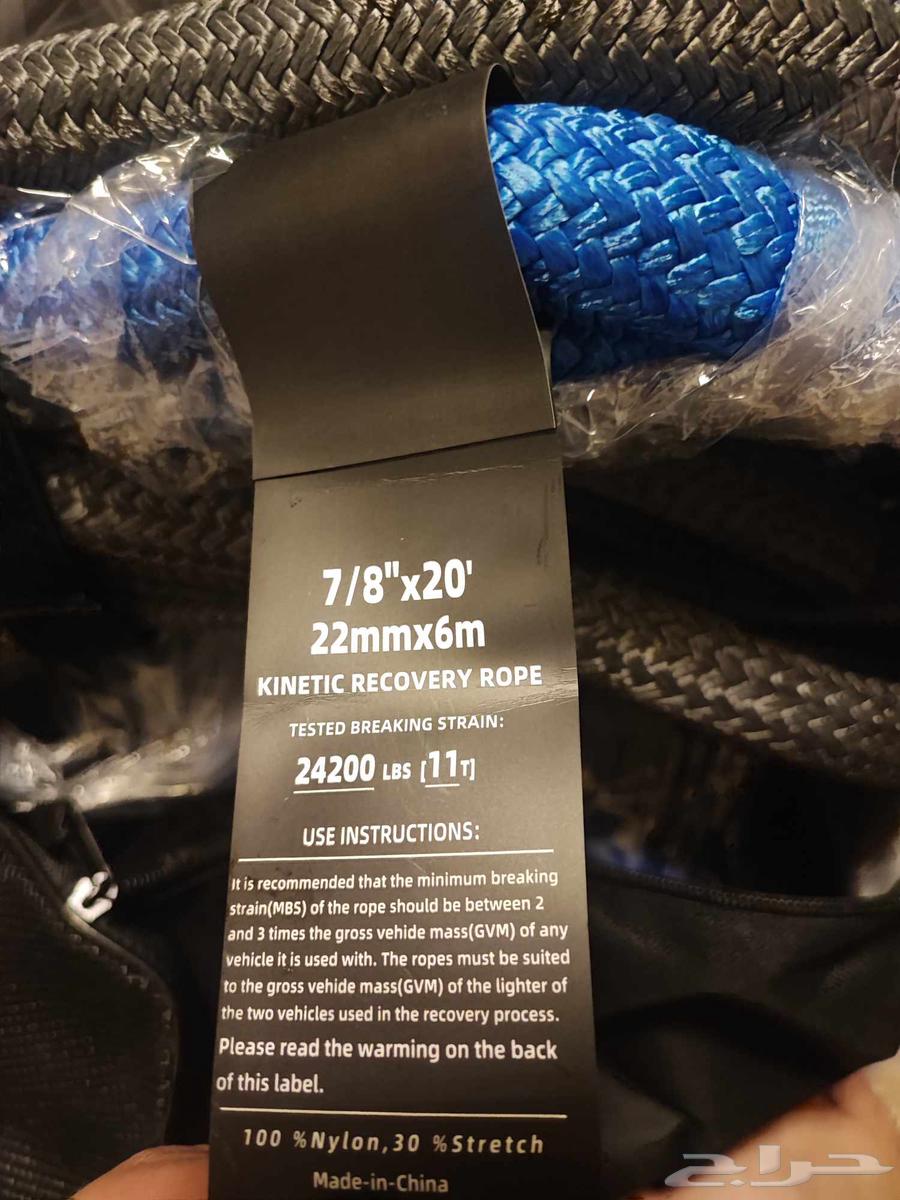 7/8"x20'
22mmx6m
KINETIC RECOVERY ROPE
TESTED BREAKING STRAIN:
24200 LBS [11T]
USE INSTRUCTIONS:
It is recommended that the minimum breaking
strain(MBS) of the rope should be between 2
and 3 times the gross vehide mass(GVM) of any
vehicle it is used with. The ropes must be suited
to the gross vehide mass(GVM) of the lighter of
the two vehicles used in the recovery process.
Please read the warming on the back
of this label.
100 %Nylon,30 %Stretch
Made-in-China
حراج